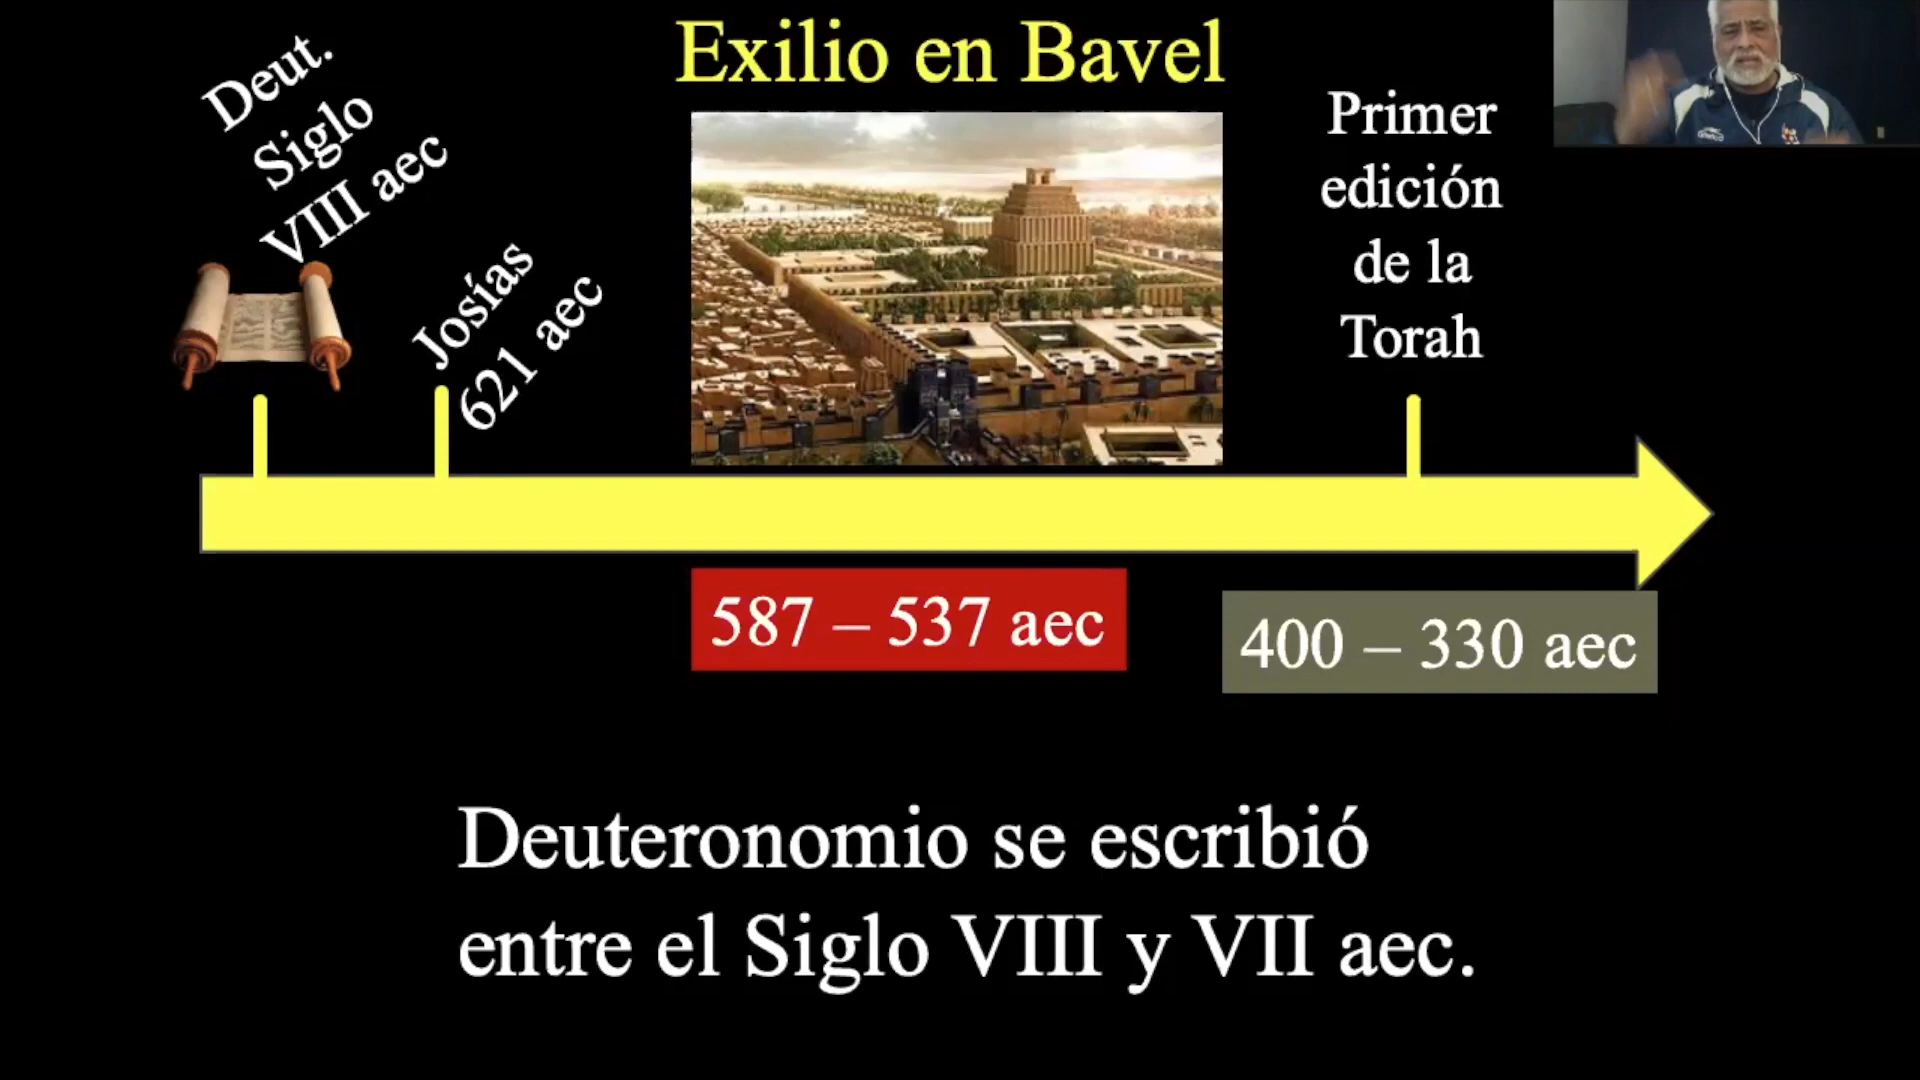 Deut.
Siglo
VIII aec
Josías
621 aec
Exilio en Bavel
Primer
edición
de la
Torah
587 – 537 aec
400 – 330 aec
Deuteronomio se escribió
entre el Siglo VIII y VII aec.